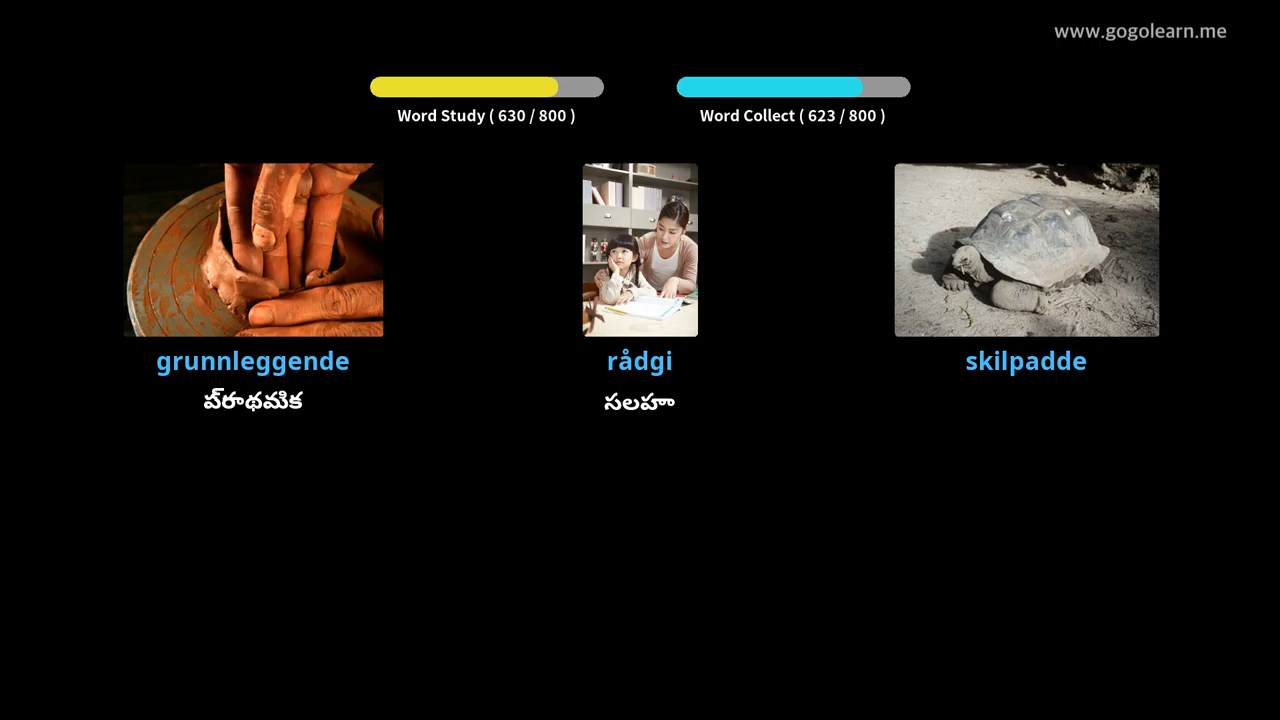 www.gogolearn.me
Word Study ( 630 / 800 )
Word Collect ( 623 / 800 )
grunnleggende
rådgi
skilpadde
ప్రాథమిక
సలహా